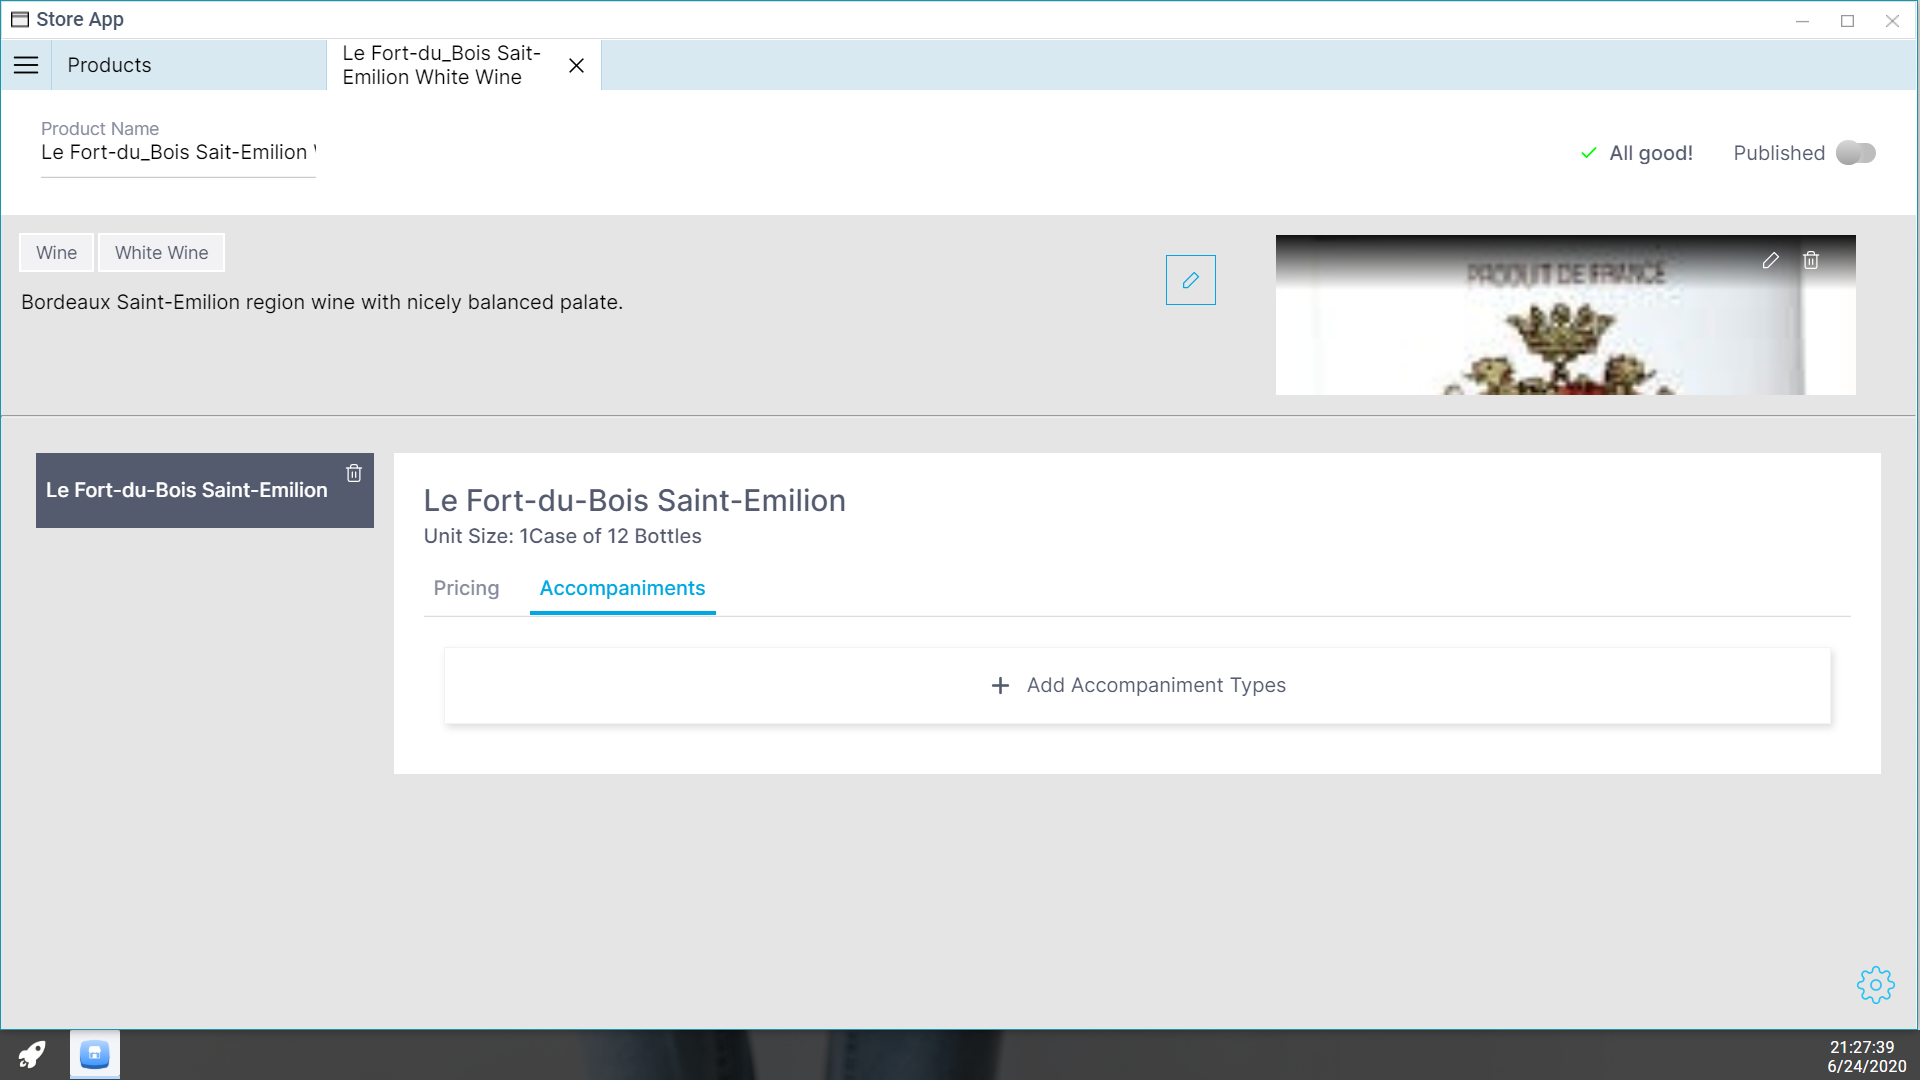 Store App
Products
Le Fort-du_Bois Sait-
Emilion White Wine
Product Name
Le Fort-du_Bois Sait-Emilion
All good!
Published
Wine
White Wine
Bordeaux Saint-Emilion region wine with nicely balanced palate.
PRODUIT DE FRANCE
Le Fort-du-Bois Saint-Emilion
Le Fort-du-Bois Saint-Emilion
Unit Size: 1Case of 12 Bottles
Pricing
Accompaniments
Add Accompaniment Types
21:27:39
6/24/2020